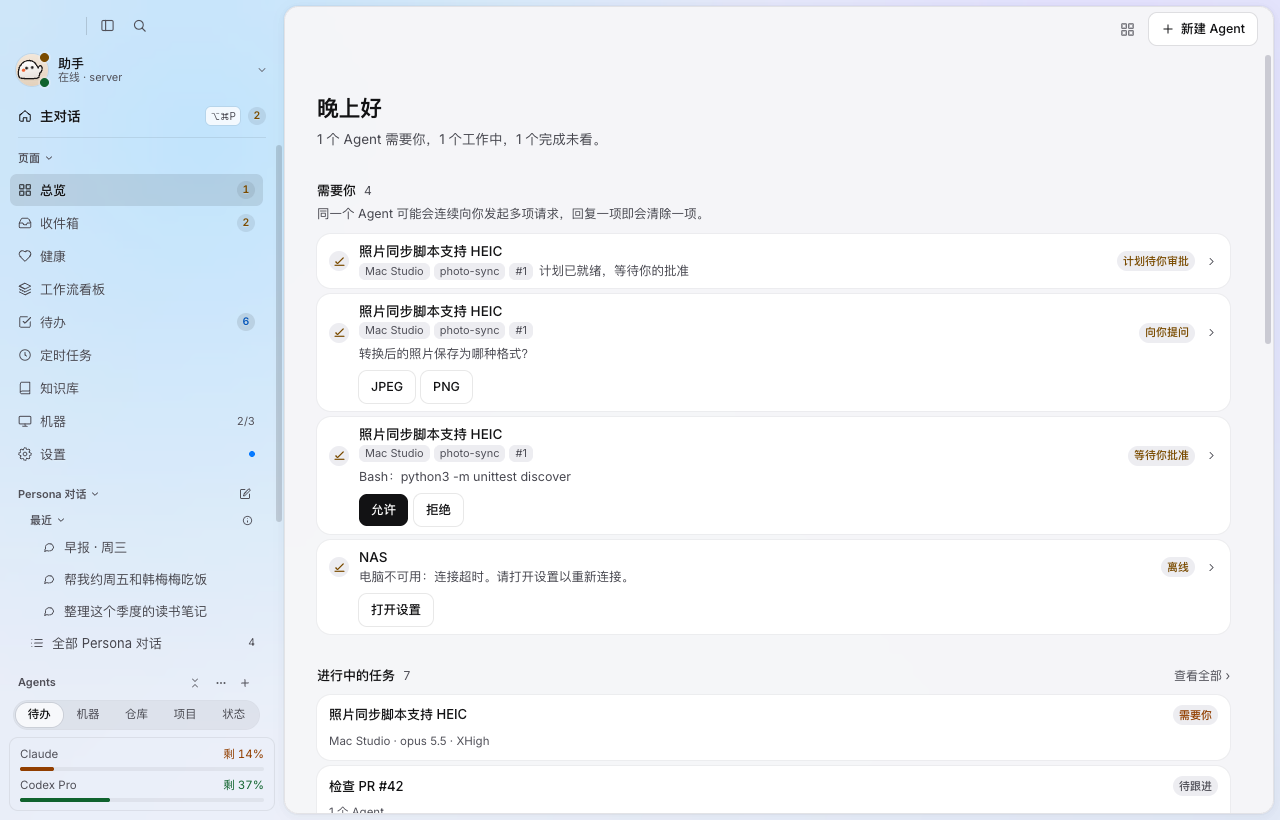 助手
在线 · server
主对话 ⌥⌘P 2
页面
总览 1
收件箱 2
健康
工作流看板
待办 6
定时任务
知识库
机器 2/3
设置
Persona 对话
最近
早报 · 周三
帮我约周五和韩梅梅吃饭
整理这个季度的读书笔记
全部 Persona 对话 4
Agents
待办 机器 仓库 项目 状态
Claude 剩 14%
Codex Pro 剩 37%
新建 Agent
晚上好
1 个 Agent 需要你，1 个工作中，1 个完成未看。
需要你 4
同一个 Agent 可能会连续向你发起多项请求，回复一项即会清除一项。
照片同步脚本支持 HEIC
Mac Studio photo-sync #1 计划已就绪，等待你的批准
计划待你审批
照片同步脚本支持 HEIC
Mac Studio photo-sync #1
向你提问
转换后的照片保存为哪种格式？
JPEG PNG
照片同步脚本支持 HEIC
Mac Studio photo-sync #1
等待你批准
Bash：python3 -m unittest discover
允许 拒绝
NAS
电脑不可用：连接超时。请打开设置以重新连接。
离线
打开设置
进行中的任务 7 查看全部 ›
照片同步脚本支持 HEIC 需要你
Mac Studio · opus 5.5 · XHigh
检查 PR #42 待跟进
1 个 Agent